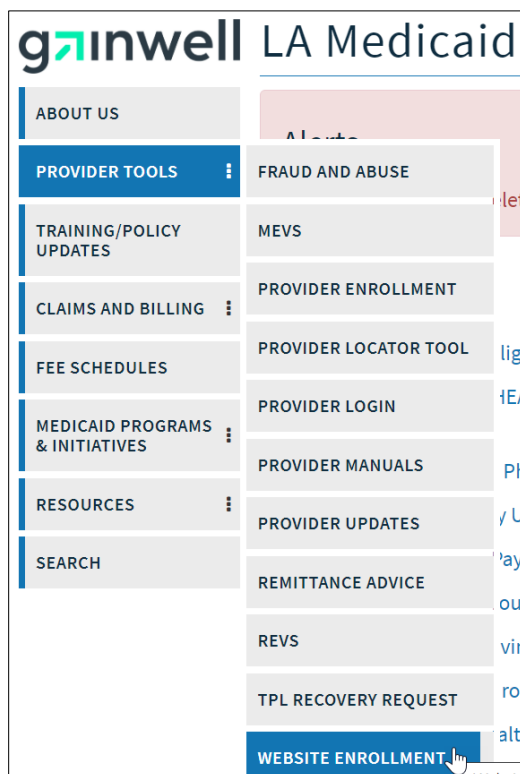 gainwell LA Medicaid
ABOUT US
Alerts
PROVIDER TOOLS
TRAINING/POLICY
UPDATES
CLAIMS AND BILLING
FEE SCHEDULES
MEDICAID PROGRAMS
& INITIATIVES
RESOURCES
SEARCH
FRAUD AND ABUSE
MEVS
PROVIDER ENROLLMENT
PROVIDER LOCATOR TOOL
PROVIDER LOGIN
PROVIDER MANUALS
PROVIDER UPDATES
REMITTANCE ADVICE
REVS
TPL RECOVERY REQUEST
WEBSITE ENROLLMENT